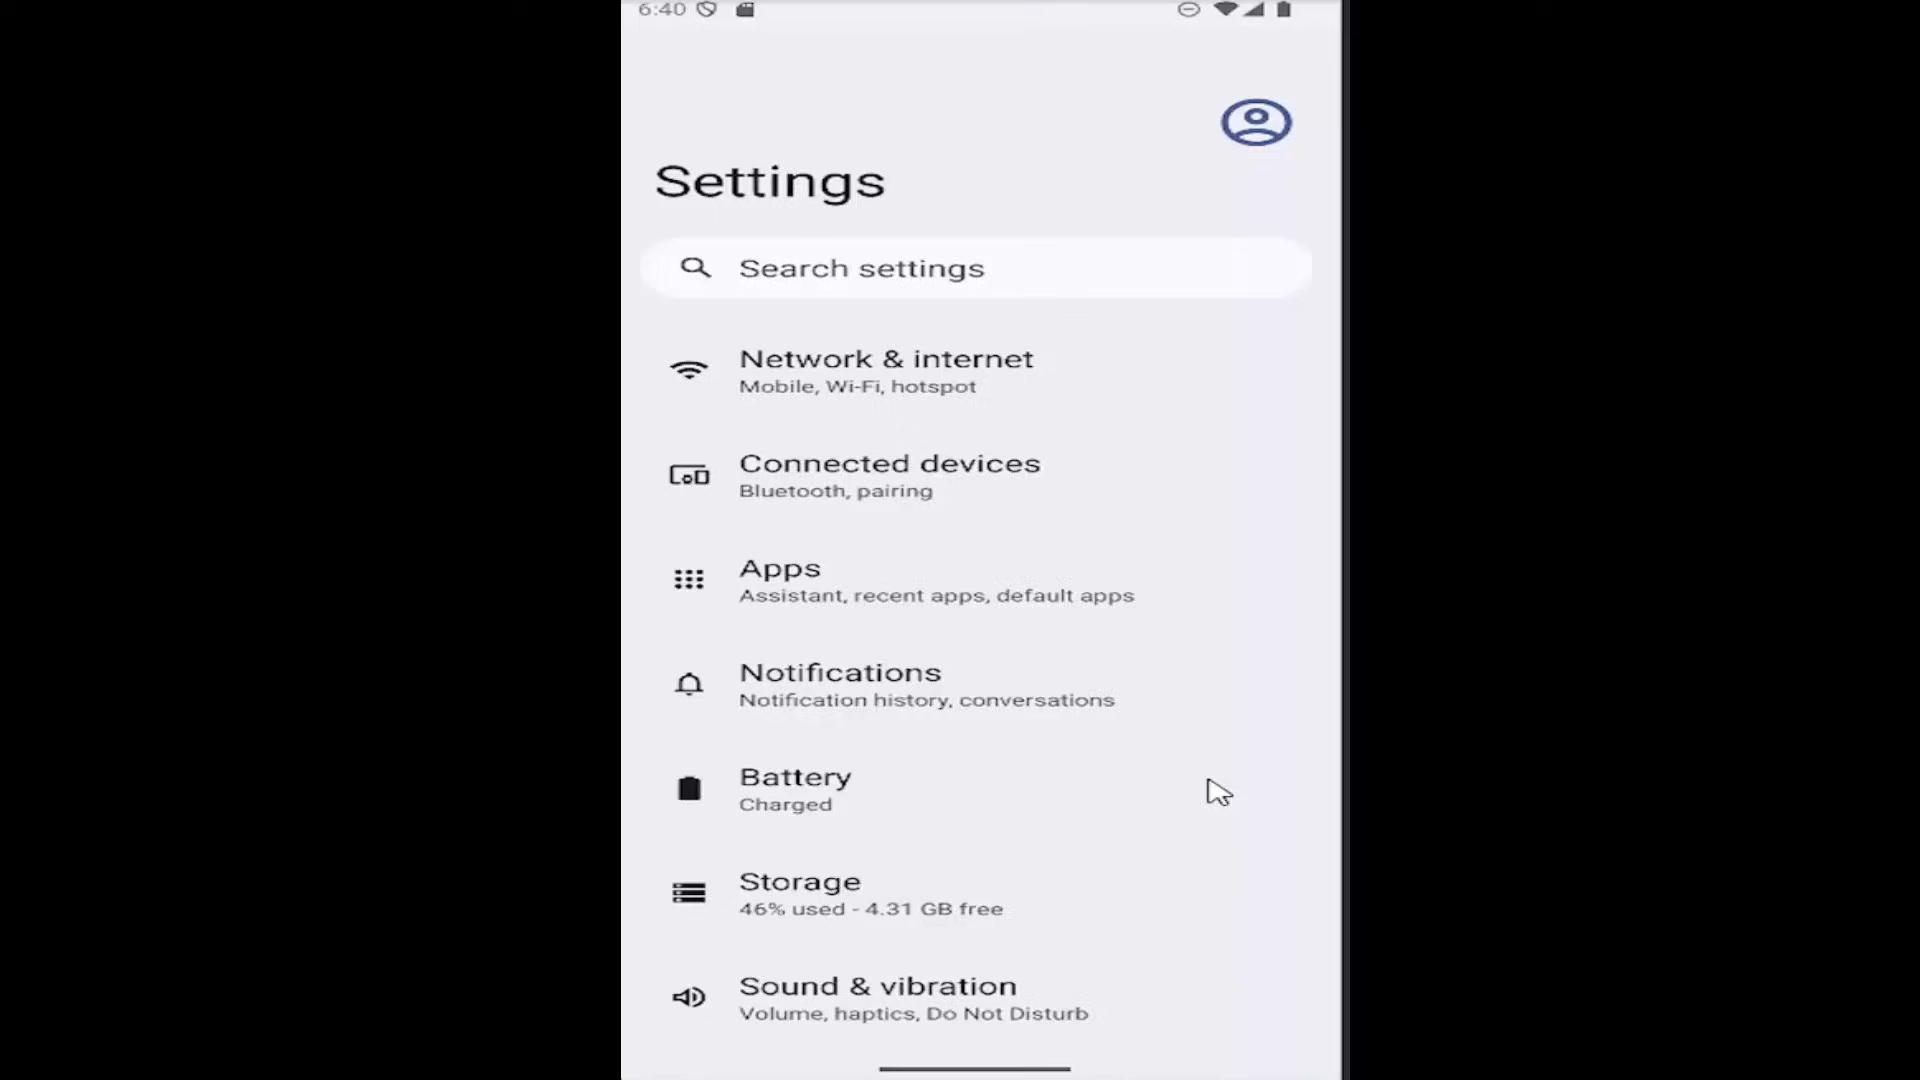 6:40
Settings
Search settings
Network & internet
Mobile, Wi-Fi, hotspot
Connected devices
Bluetooth, pairing
Apps
Assistant, recent apps, default apps
Notifications
Notification history, conversations
Battery
Charged
Storage
46% used - 4.31 GB free
Sound & vibration
Volume, haptics, Do Not Disturb